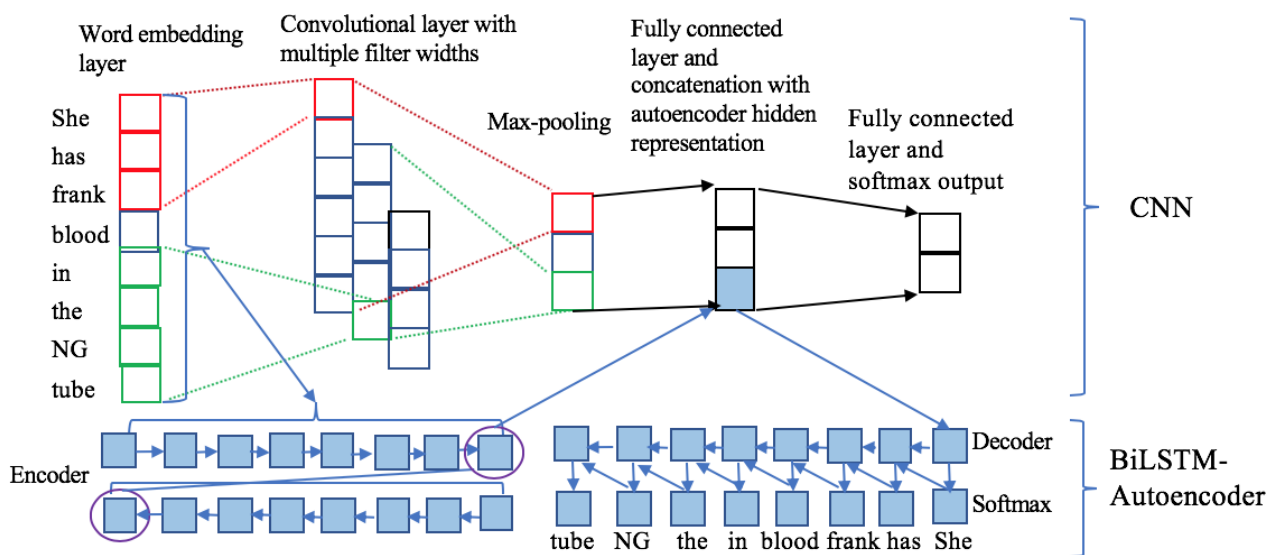 Word embedding
layer
Convolutional layer with
multiple filter widths
Fully connected
layer and
concatenation with
autoencoder hidden
representation
Max-pooling
Fully connected
layer and
softmax output
She
has
frank
blood
in
the
NG
tube
CNN
Encoder
Decoder
Softmax
BiLSTM-
Autoencoder
tube NG the in blood frank has She